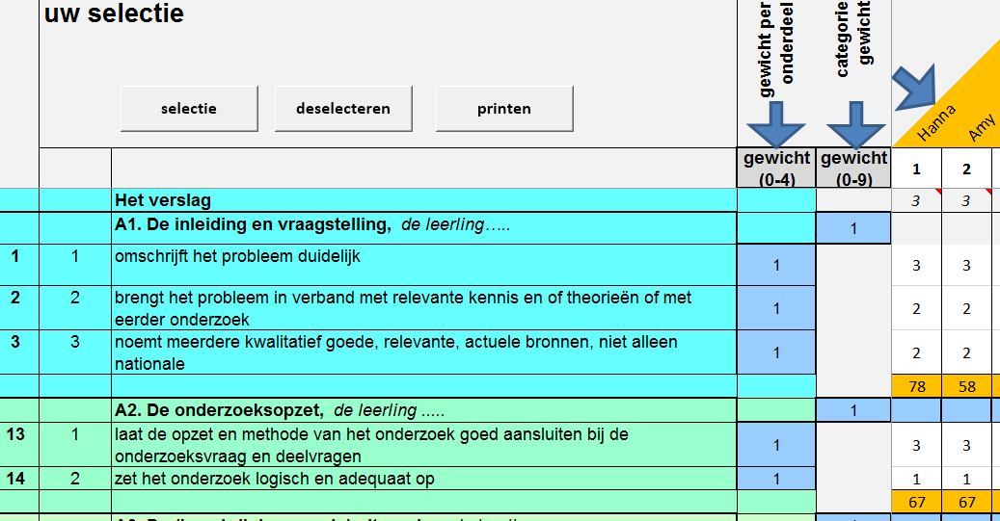 uw selectie
gewicht per
onderdeel
categorie
gewicht
selectie
deselecteren
printen
Hanna
Amy
gewicht
(0-4)
gewicht
(0-9)
1 2
Het verslag 3 3
A1. De inleiding en vraagstelling, de leerling….. 1
1 1 omschrijft het probleem duidelijk 1 3 3
2 2 brengt het probleem in verband met relevante kennis en of theorieën of met
eerder onderzoek 1 2 2
3 3 noemt meerdere kwalitatief goede, relevante, actuele bronnen, niet alleen
nationale 1 2 2
78 58
A2. De onderzoeksopzet, de leerling ..... 1
13 1 laat de opzet en methode van het onderzoek goed aansluiten bij de
onderzoeksvraag en deelvragen 1 3 3
14 2 zet het onderzoek logisch en adequaat op 1 1 1
67 67